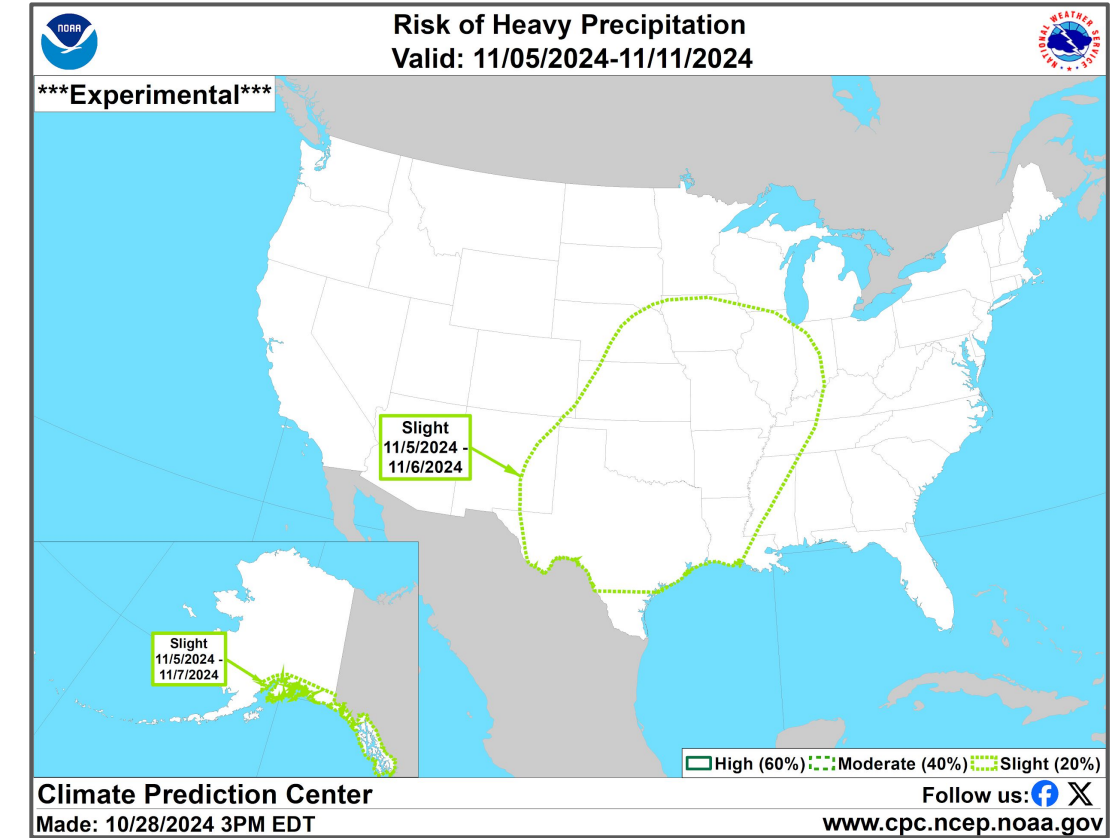 NOAA
Risk of Heavy Precipitation
Valid: 11/05/2024-11/11/2024
NATIONAL WEATHER SERVICE
***Experimental***
Slight
11/5/2024 -
11/6/2024
Slight
11/5/2024 -
11/7/2024
High (60%) Moderate (40%) Slight (20%)
Climate Prediction Center
Follow us:
Made: 10/28/2024 3PM EDT
www.cpc.ncep.noaa.gov